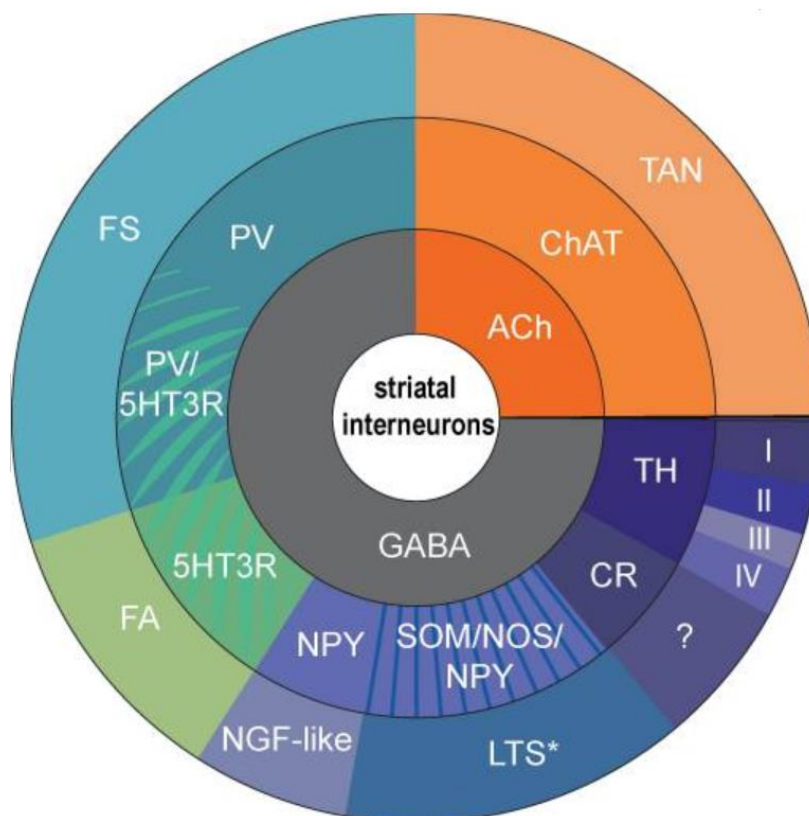 TAN
FS
PV
ChAT
ACh
PV/
5HT3R
striatal
interneurons
I
TH
II
III
GABA
5HT3R
CR
IV
FA
?
NPY
SOM/NOS/
NPY
NGF-like
LTS*